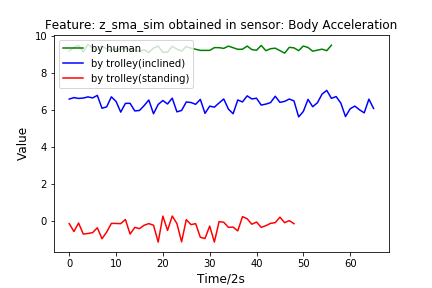 Feature: z_sma_sim obtained in sensor: Body Acceleration
10
by human
by trolley(inclined)
by trolley(standing)
8
6
4
2
0
Value
0 10 20 30 40 50 60
Time/2s